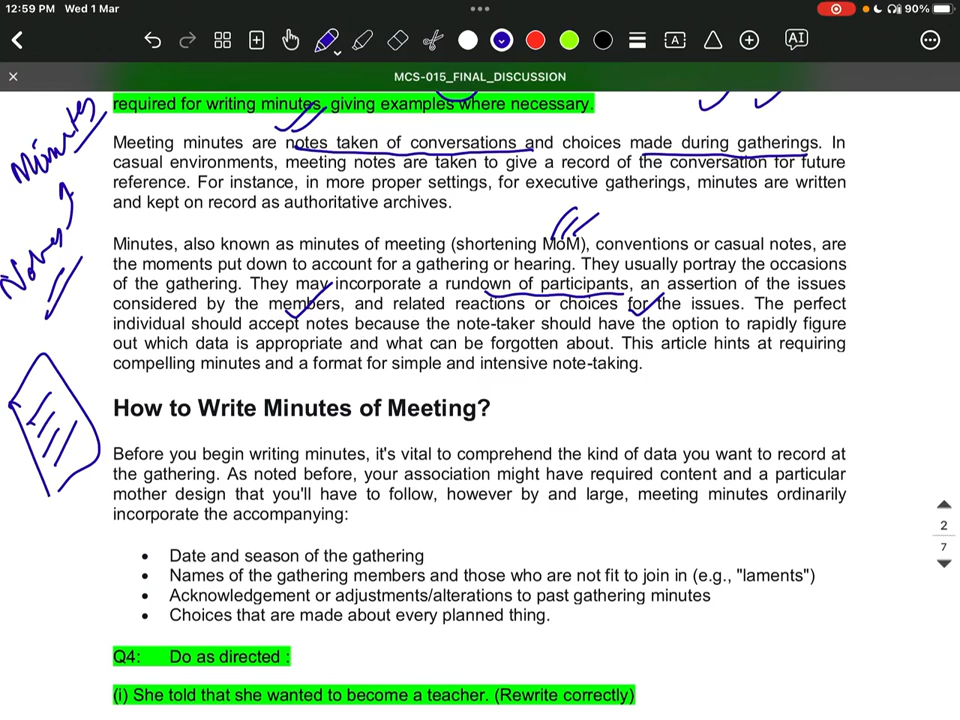 12:59 PM Wed 1 Mar
90%
A
AI
MCS-015_FINAL_DISCUSSION
required for writing minutes, giving examples where necessary.
Meeting minutes are notes taken of conversations and choices made during gatherings. In
casual environments, meeting notes are taken to give a record of the conversation for future
reference. For instance, in more proper settings, for executive gatherings, minutes are written
and kept on record as authoritative archives.
Minutes
Notes
Minutes, also known as minutes of meeting (shortening MoM), conventions or casual notes, are
the moments put down to account for a gathering or hearing. They usually portray the occasions
of the gathering. They may incorporate a rundown of participants, an assertion of the issues
considered by the members, and related reactions or choices for the issues. The perfect
individual should accept notes because the note-taker should have the option to rapidly figure
out which data is appropriate and what can be forgotten about. This article hints at requiring
compelling minutes and a format for simple and intensive note-taking.
How to Write Minutes of Meeting?
Before you begin writing minutes, it's vital to comprehend the kind of data you want to record at
the gathering. As noted before, your association might have required content and a particular
mother design that you'll have to follow, however by and large, meeting minutes ordinarily
incorporate the accompanying:
• Date and season of the gathering
• Names of the gathering members and those who are not fit to join in (e.g., "laments")
• Acknowledgement or adjustments/alterations to past gathering minutes
• Choices that are made about every planned thing.
2
7
Q4: Do as directed :
(i) She told that she wanted to become a teacher. (Rewrite correctly)